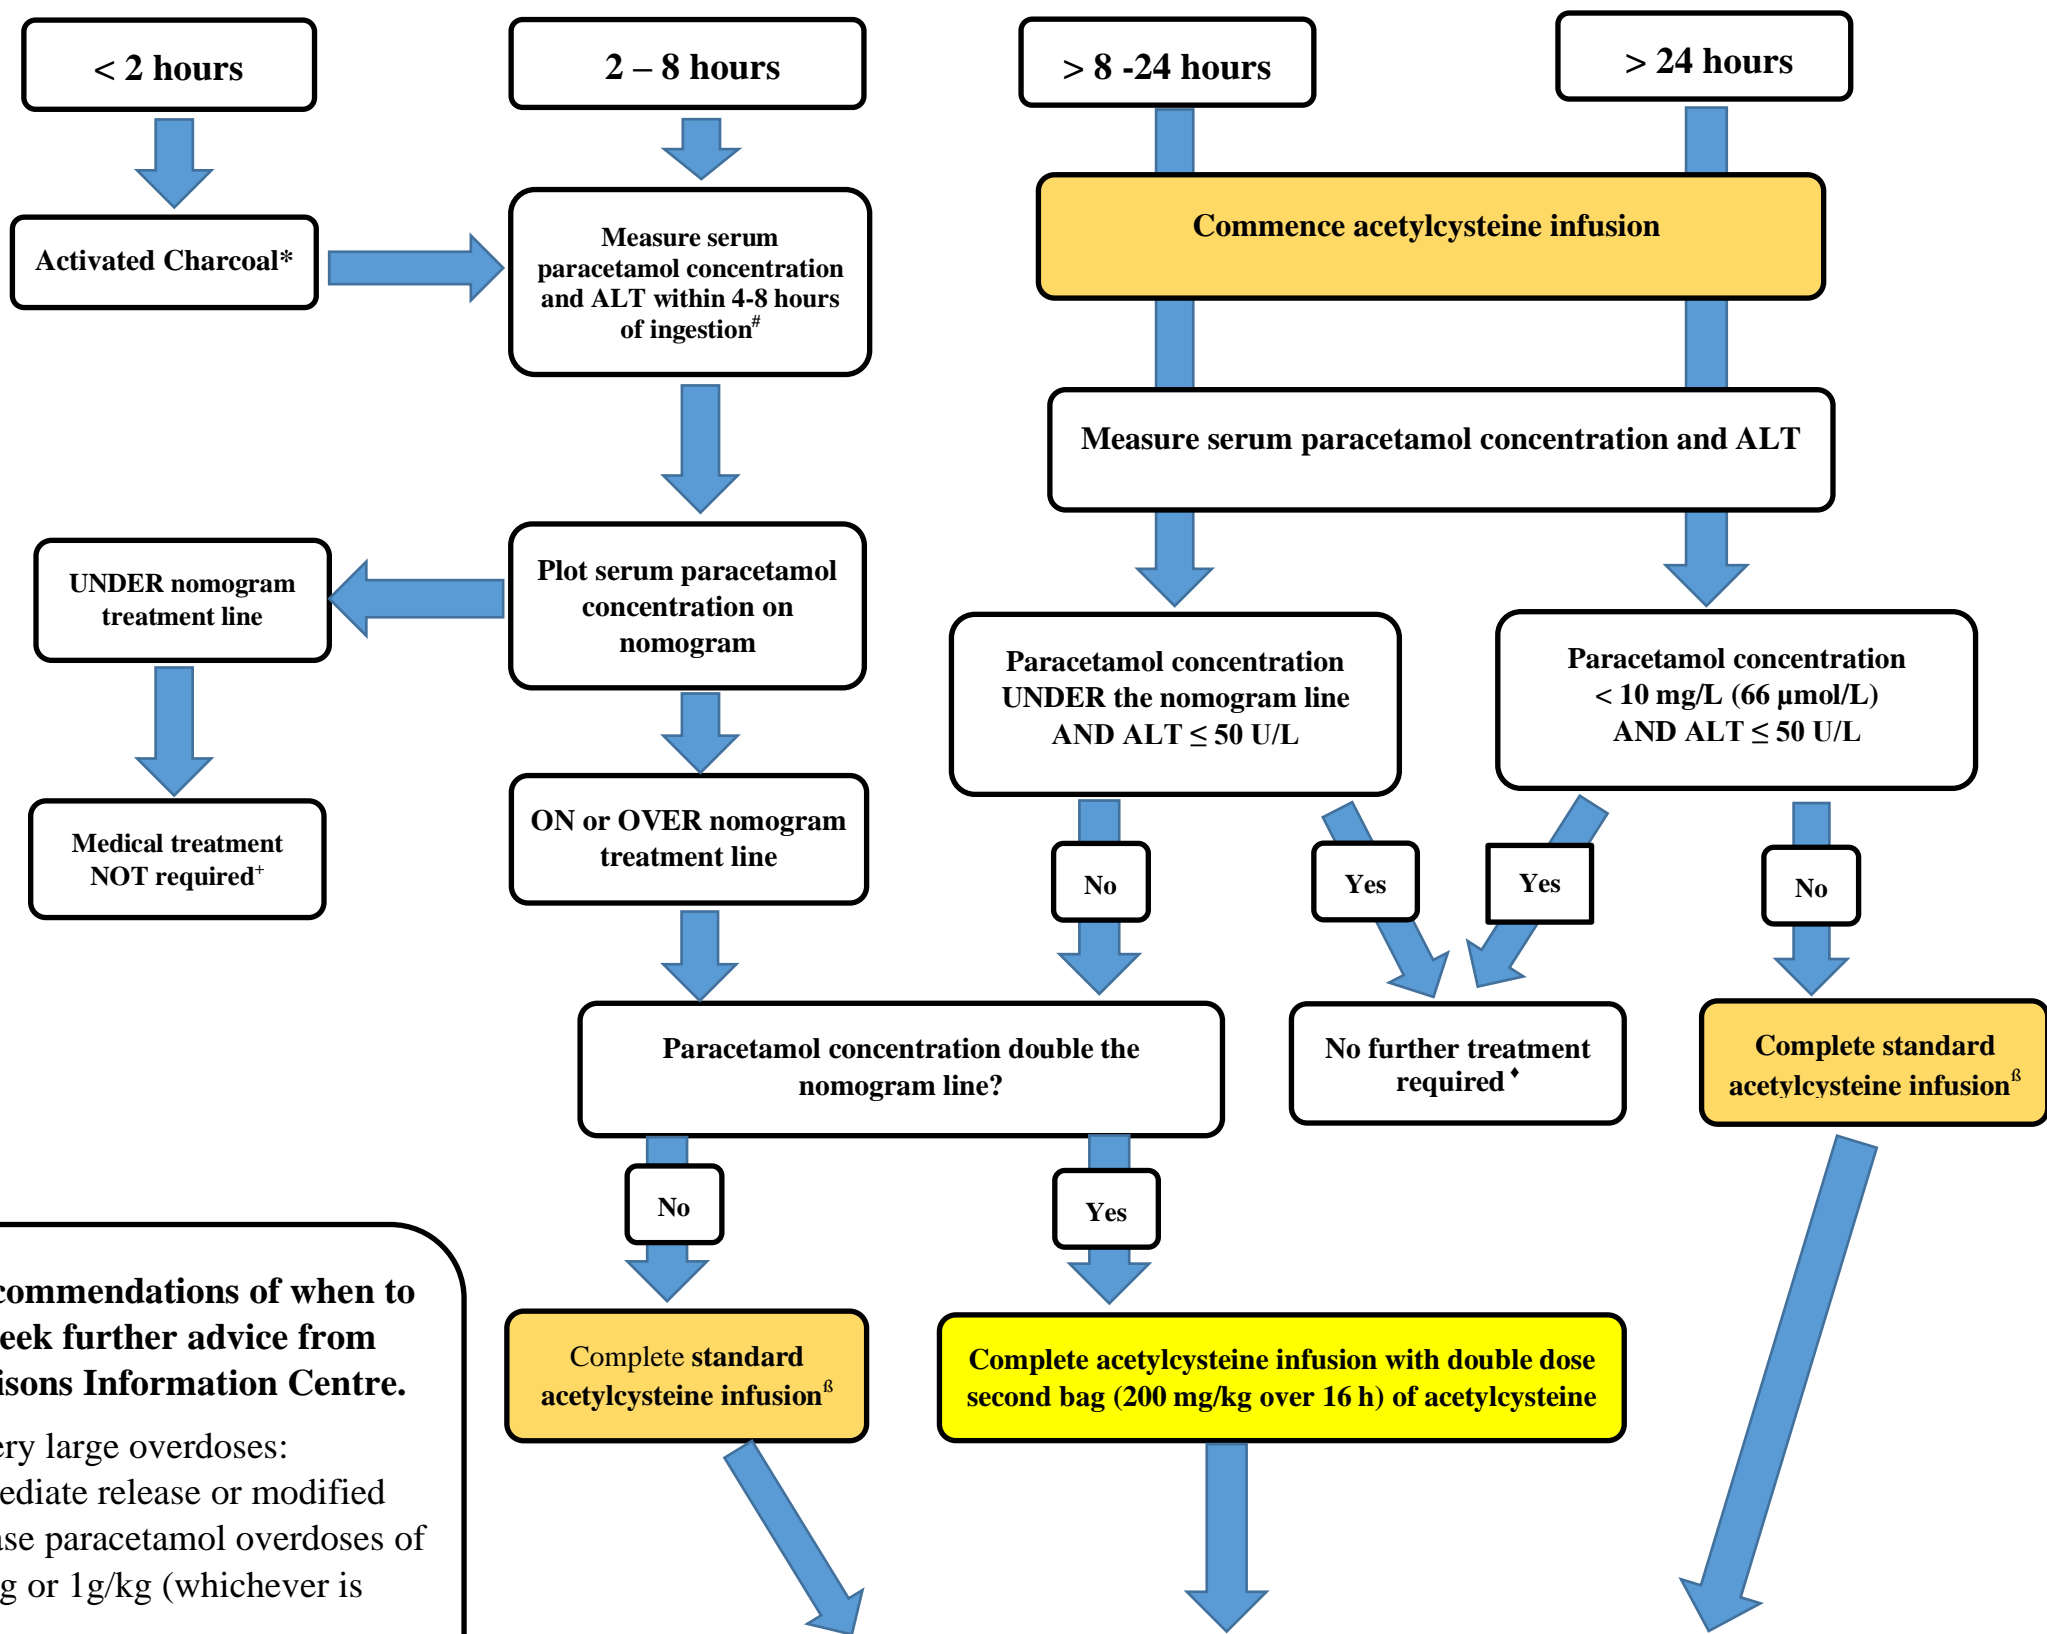 < 2 hours
2 – 8 hours
> 8 -24 hours
> 24 hours
Activated Charcoal*
Measure serum
paracetamol concentration
and ALT within 4-8 hours
of ingestion#
Commence acetylcysteine infusion
Measure serum paracetamol concentration and ALT
UNDER nomogram
treatment line
Plot serum paracetamol
concentration on
nomogram
Paracetamol concentration
UNDER the nomogram line
AND ALT ≤ 50 U/L
Paracetamol concentration
< 10 mg/L (66 µmol/L)
AND ALT ≤ 50 U/L
Medical treatment
NOT required+
ON or OVER nomogram
treatment line
No
Yes
Yes
No
Paracetamol concentration double the
nomogram line?
No further treatment
required ♦
Complete standard
acetylcysteine infusionß
No
Yes
Complete standard
acetylcysteine infusionß
Complete acetylcysteine infusion with double dose
second bag (200 mg/kg over 16 h) of acetylcysteine
commendations of when to
eek further advice from
isons Information Centre.
ery large overdoses:
ediate release or modified
ase paracetamol overdoses of
g or 1g/kg (whichever is